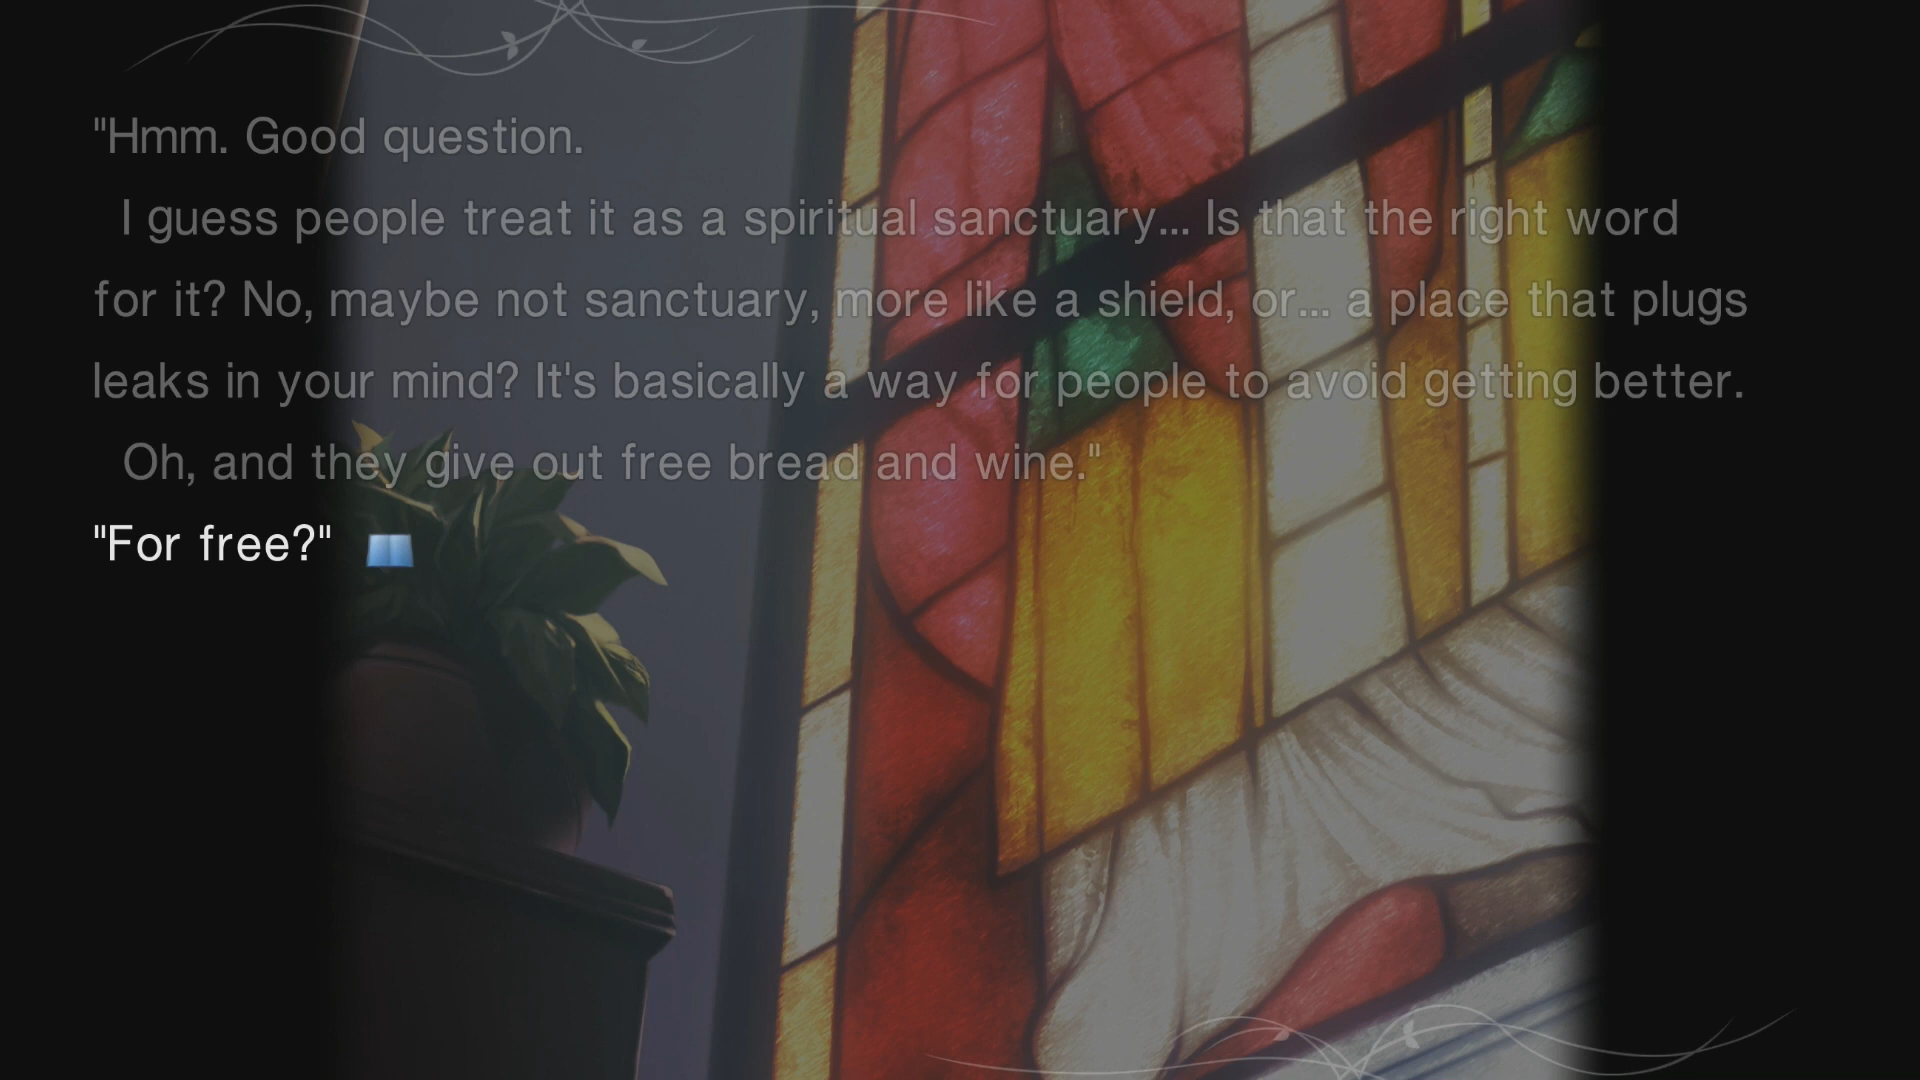 "Hmm. Good question.
I guess people treat it as a spiritual sanctuary... Is that the right word
for it? No, maybe not sanctuary, more like a shield, or... a place that plugs
leaks in your mind? It's basically a way for people to avoid getting better.
Oh, and they give out free bread and wine."
"For free?"